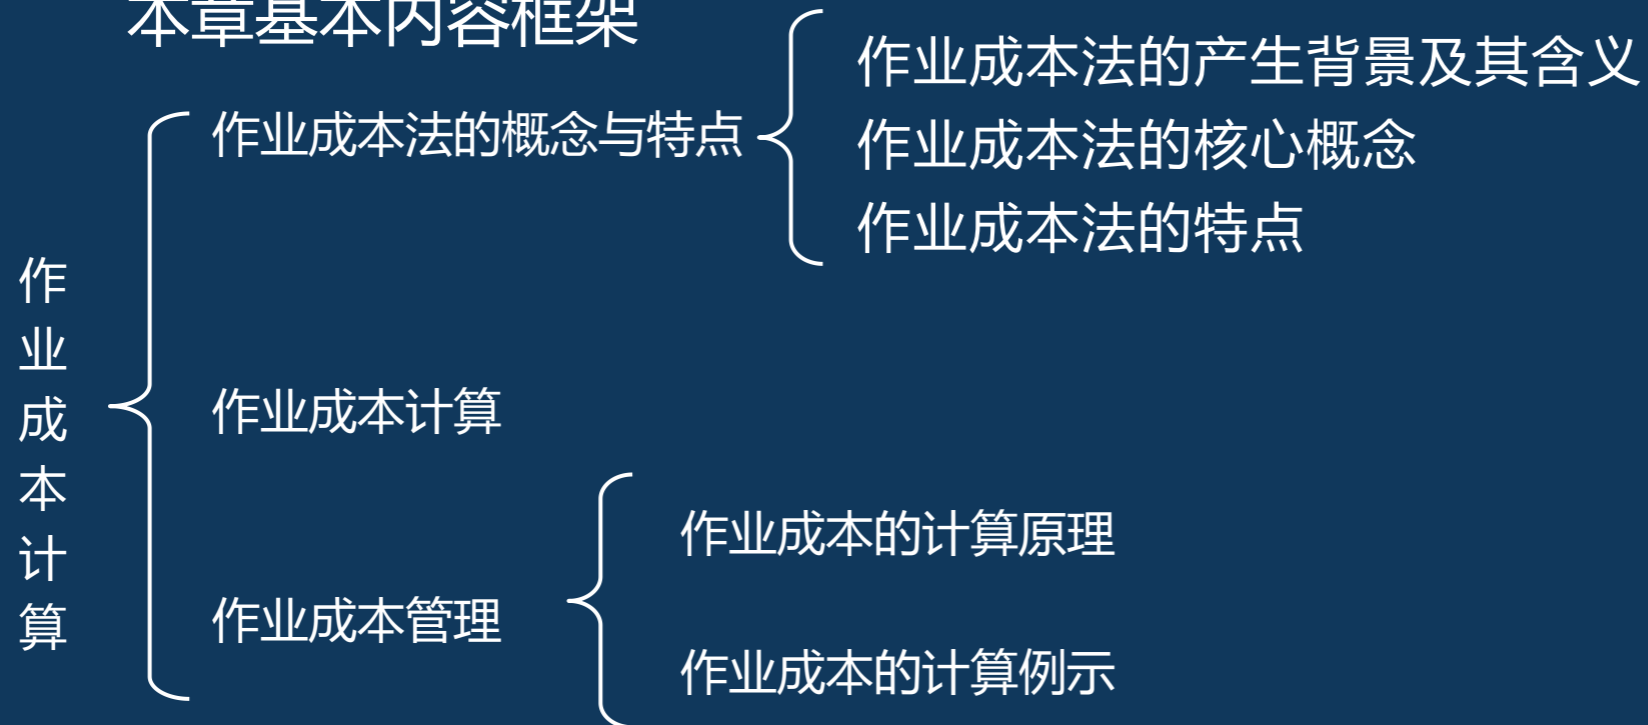 本章基本内容框架
作业成本计算
作业成本法的概念与特点
作业成本法的产生背景及其含义
作业成本法的核心概念
作业成本法的特点
作业成本计算
作业成本管理
作业成本的计算原理
作业成本的计算例示